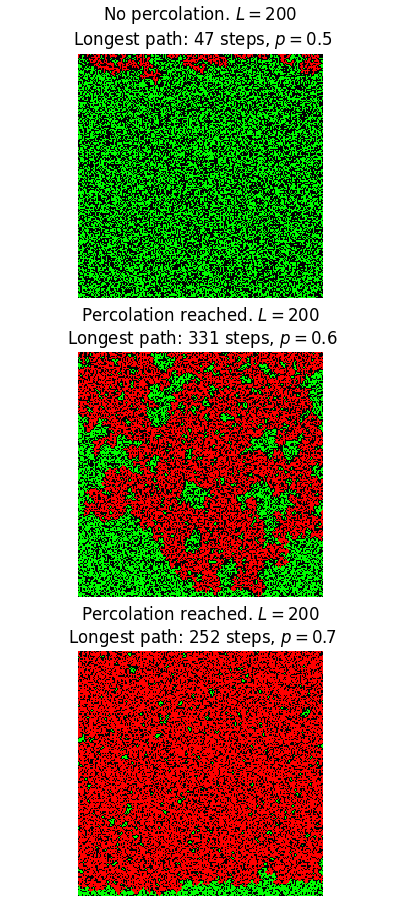 No percolation. L = 200
Longest path: 47 steps, p = 0.5
Percolation reached. L = 200
Longest path: 331 steps, p = 0.6
Percolation reached. L = 200
Longest path: 252 steps, p = 0.7